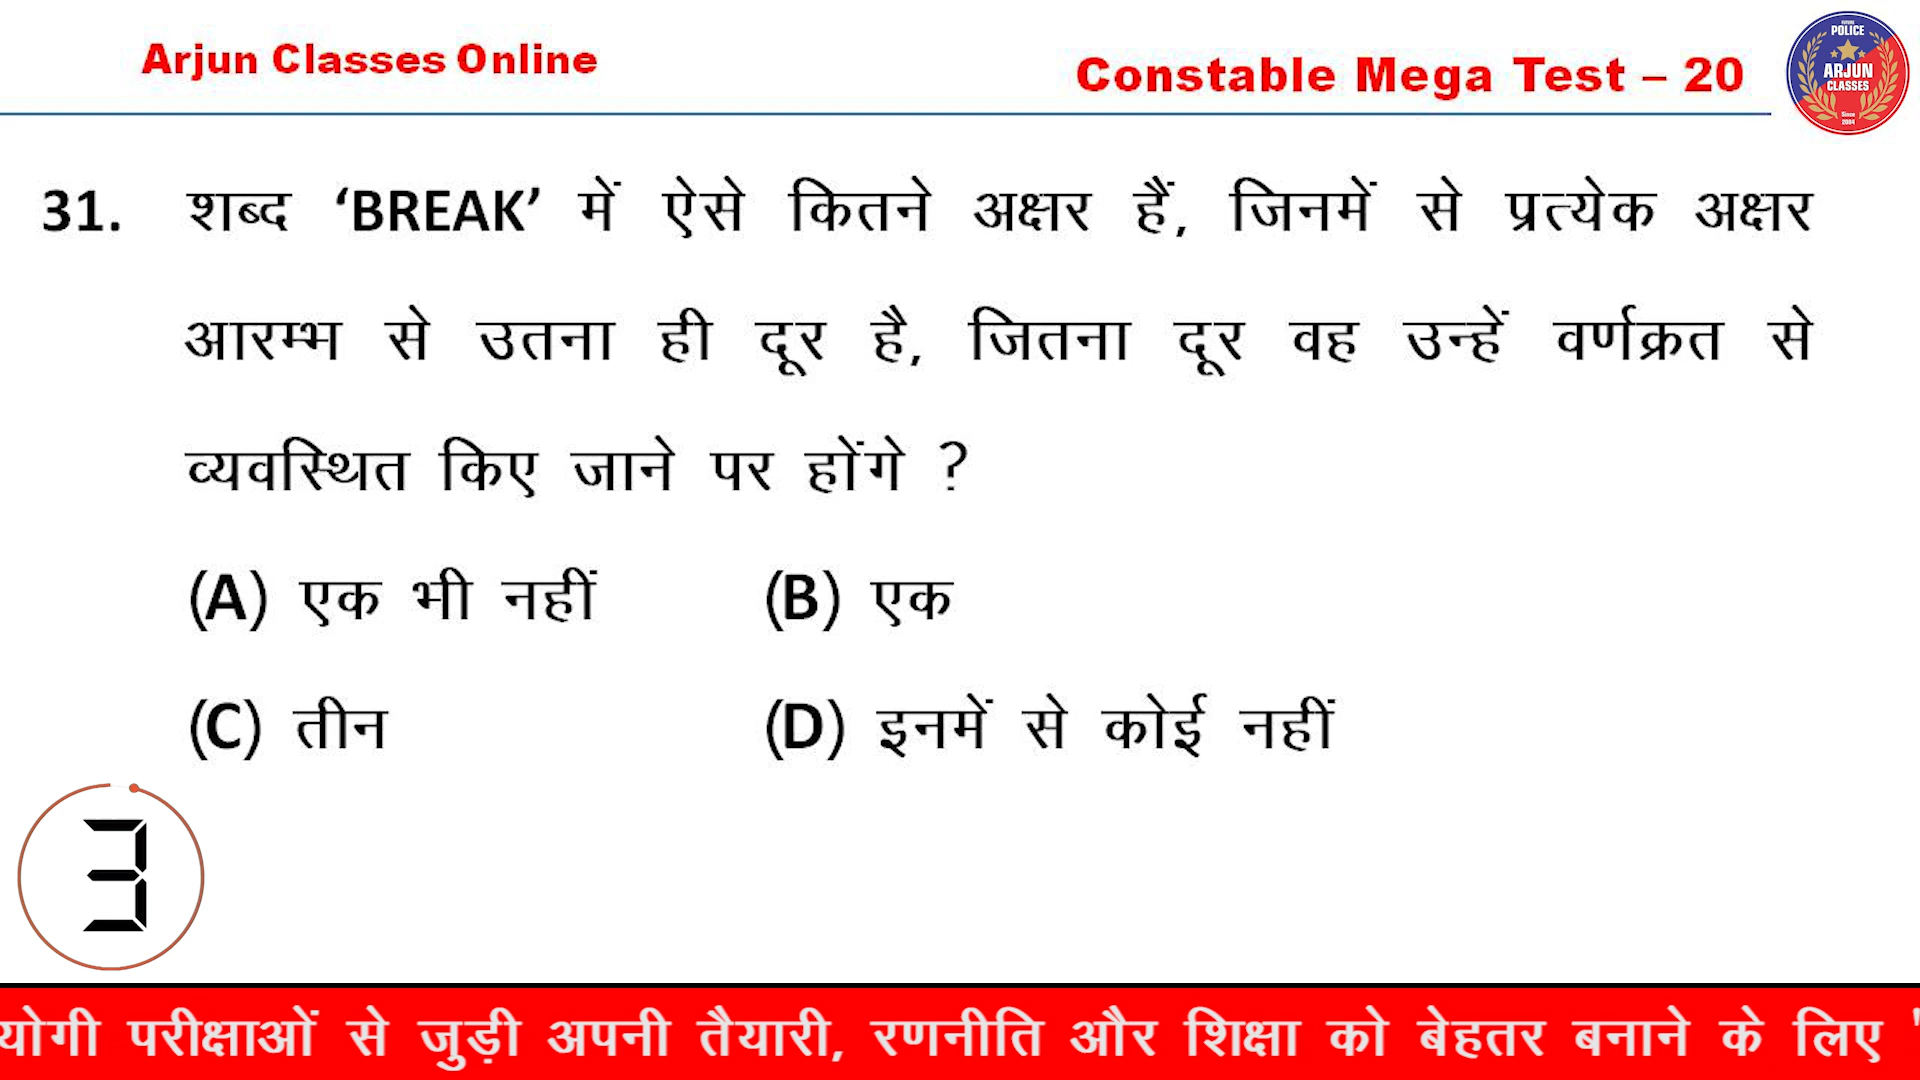 Arjun Classes Online
Constable Mega Test – 20
POLICE
ARJUN
CLASSES
Since
2004
31. शब्द ‘BREAK’ में ऐसे कितने अक्षर हैं, जिनमें से प्रत्येक अक्षर
आरम्भ से उतना ही दूर है, जितना दूर वह उन्हें वर्णक्रत से
व्यवस्थित किए जाने पर होंगे ?
(A) एक भी नहीं (B) एक
(C) तीन (D) इनमें से कोई नहीं
3
योगी परीक्षाओं से जुड़ी अपनी तैयारी, रणनीति और शिक्षा को बेहतर बनाने के लिए '